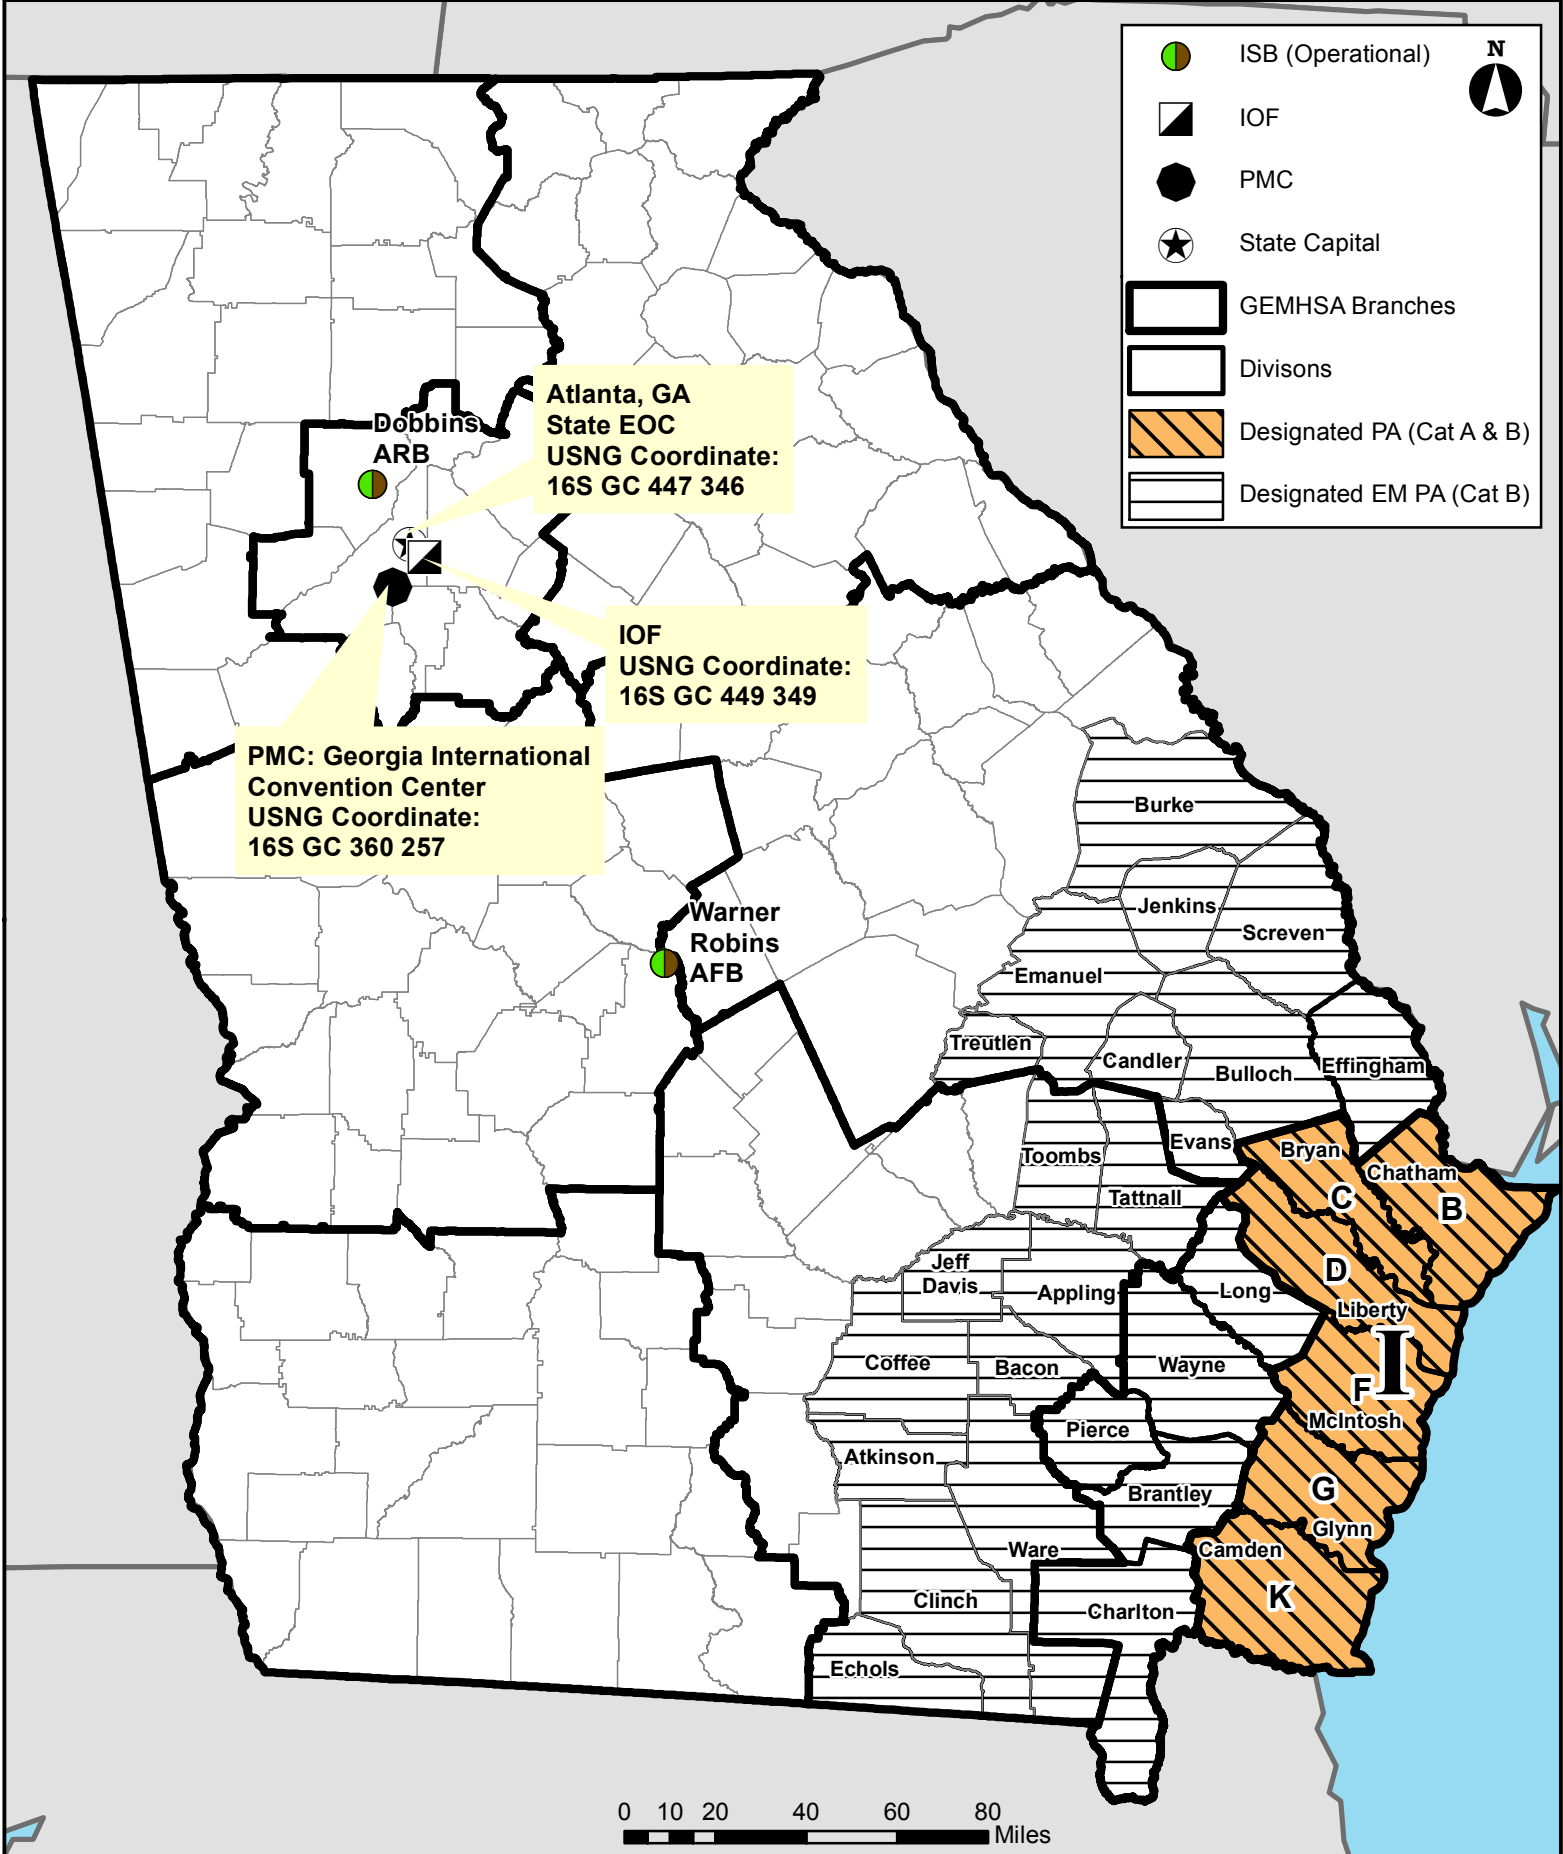 N
ISB (Operational)
IOF
PMC
State Capital
GEMHSA Branches
Divisons
Designated PA (Cat A & B)
Designated EM PA (Cat B)
Dobbins
ARB
Atlanta, GA
State EOC
USNG Coordinate:
16S GC 447 346
IOF
USNG Coordinate:
16S GC 449 349
PMC: Georgia International
Convention Center
USNG Coordinate:
16S GC 360 257
Warner
Robins
AFB
Burke
Jenkins
Screven
Emanuel
Treutlen
Candler
Bulloch
Effingham
Toombs
Evans
Tattnall
Bryan
C
Chatham
B
D
Liberty
I
Jeff
Davis
Appling
Long
Coffee
Bacon
Wayne
F
McIntosh
Pierce
Atkinson
Brantley
G
Glynn
Ware
Camden
K
Clinch
Charlton
Echols
0 10 20 40 60 80
Miles